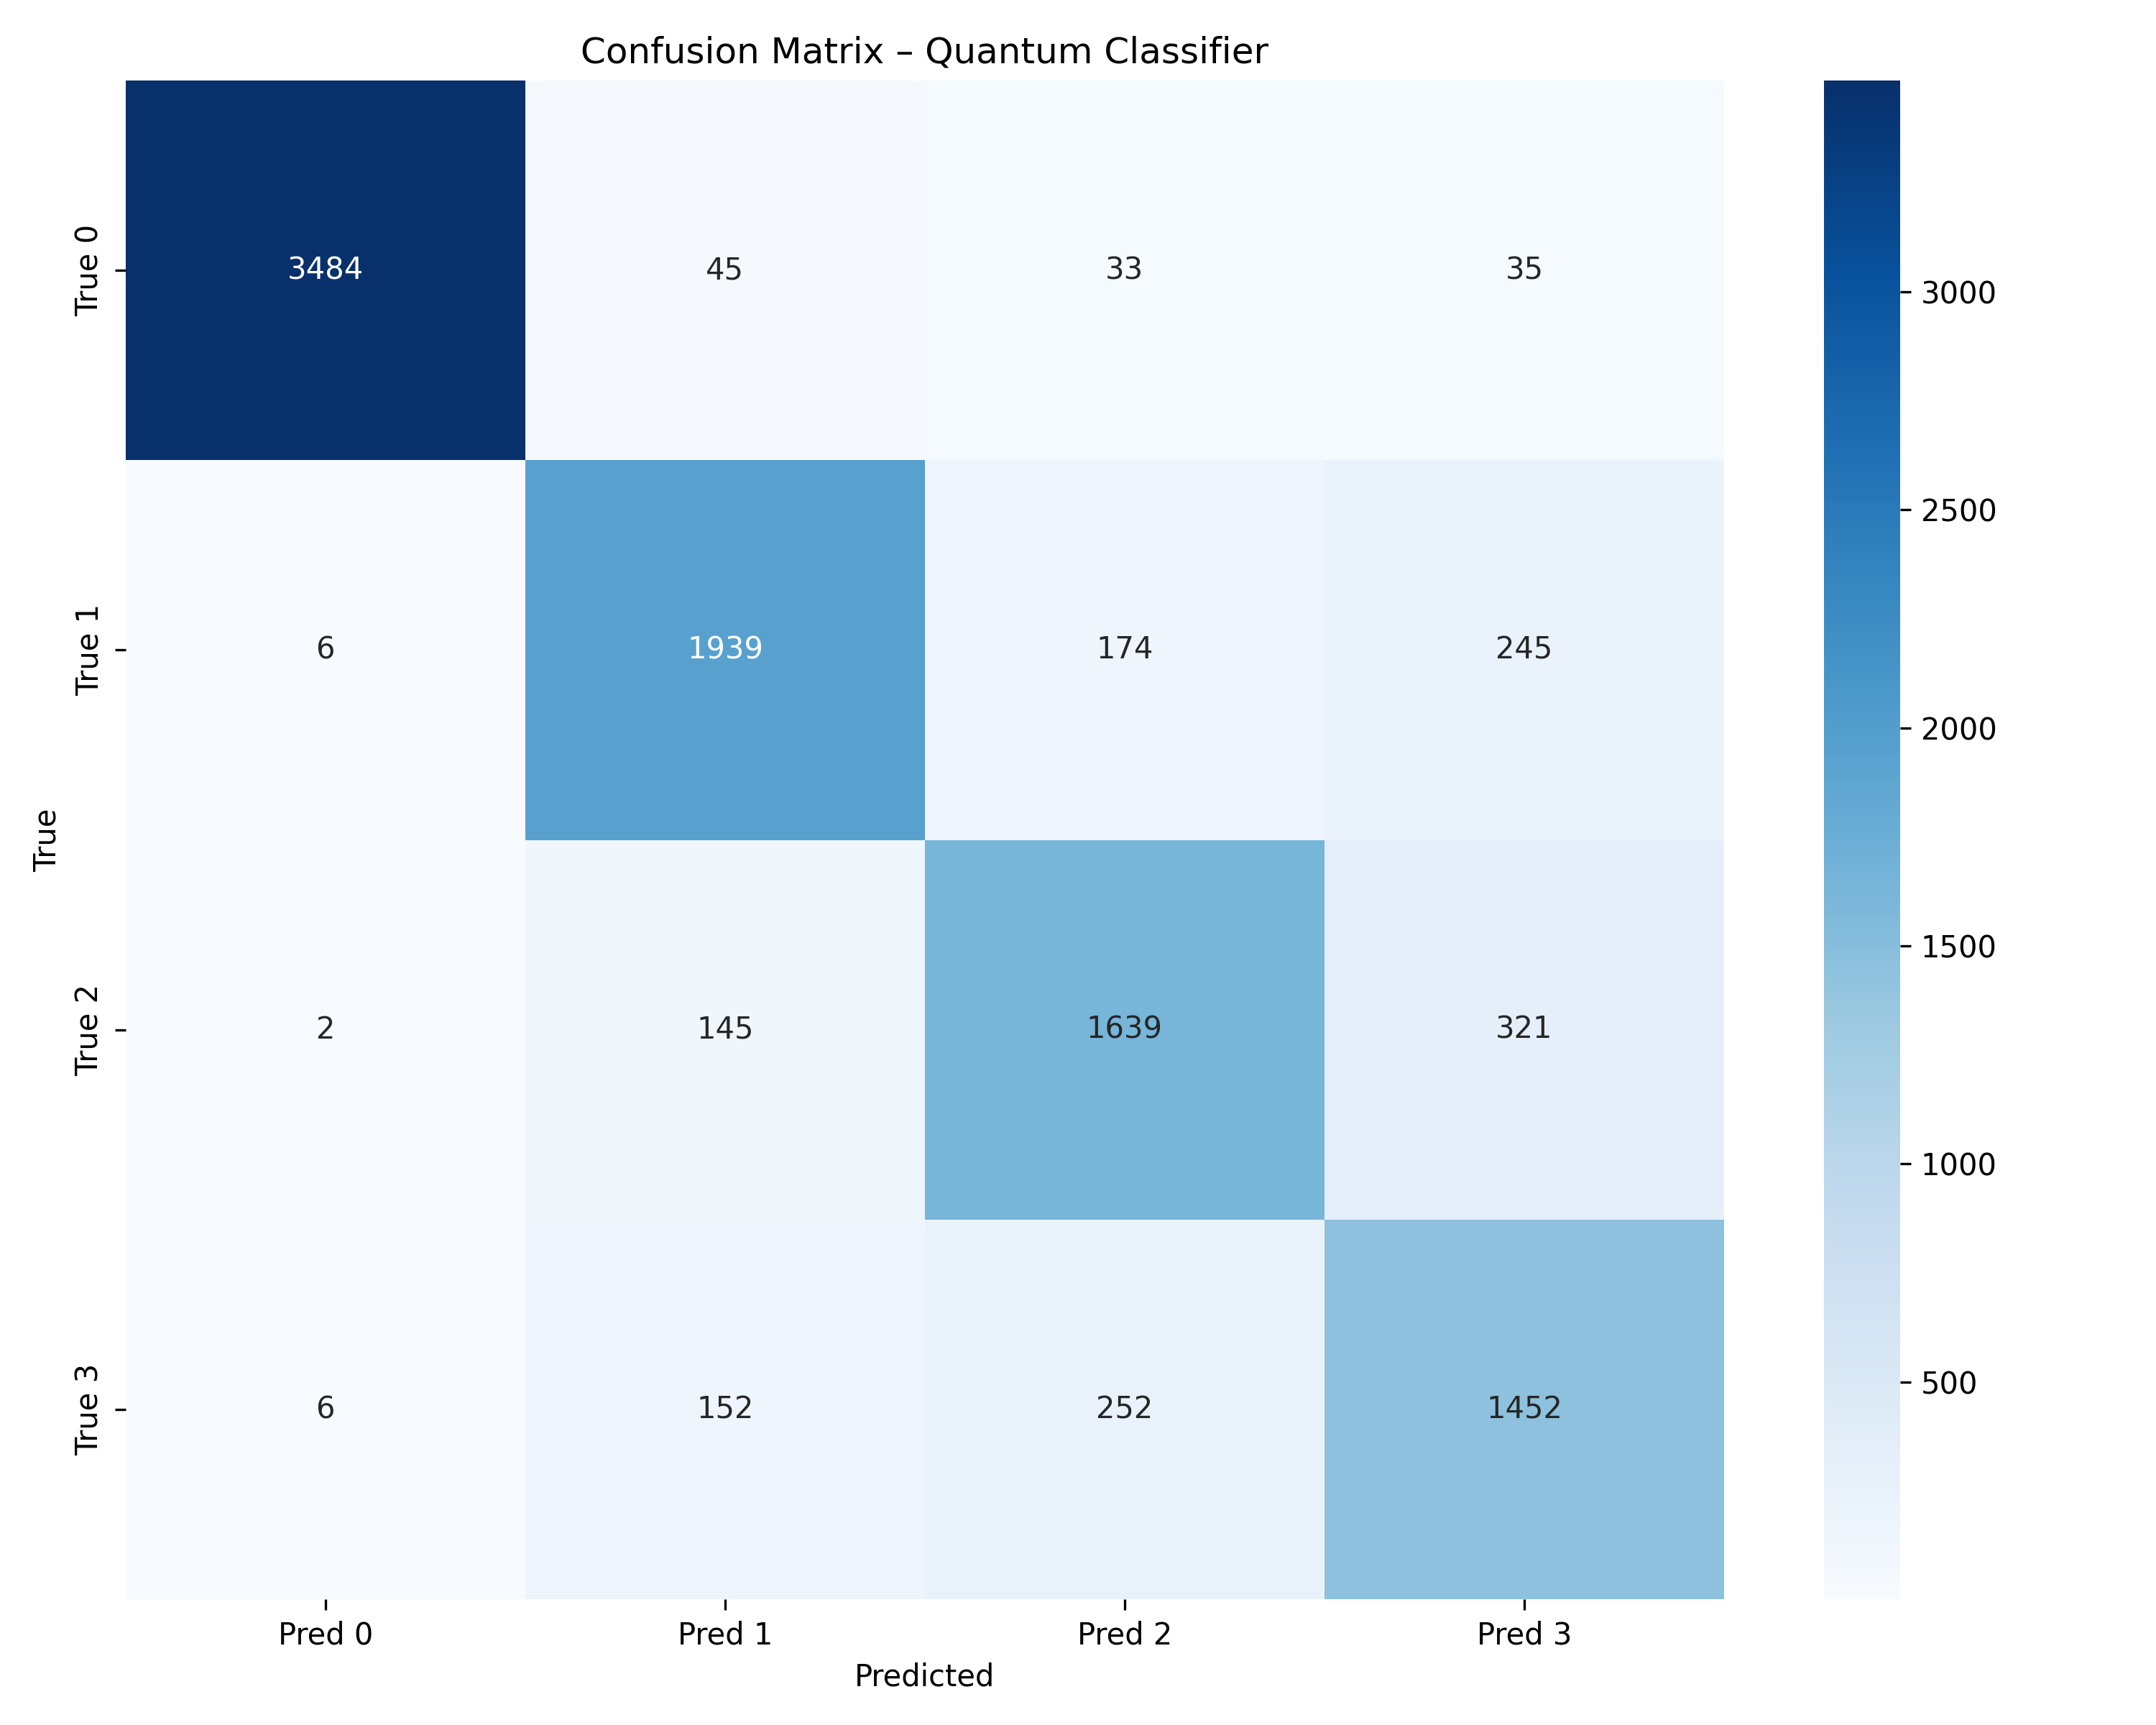 Confusion Matrix – Quantum Classifier
True
True 0
3484 45 33 35
True 1
6 1939 174 245
True 2
2 145 1639 321
True 3
6 152 252 1452
Pred 0 Pred 1 Pred 2 Pred 3
Predicted
3000
2500
2000
1500
1000
500